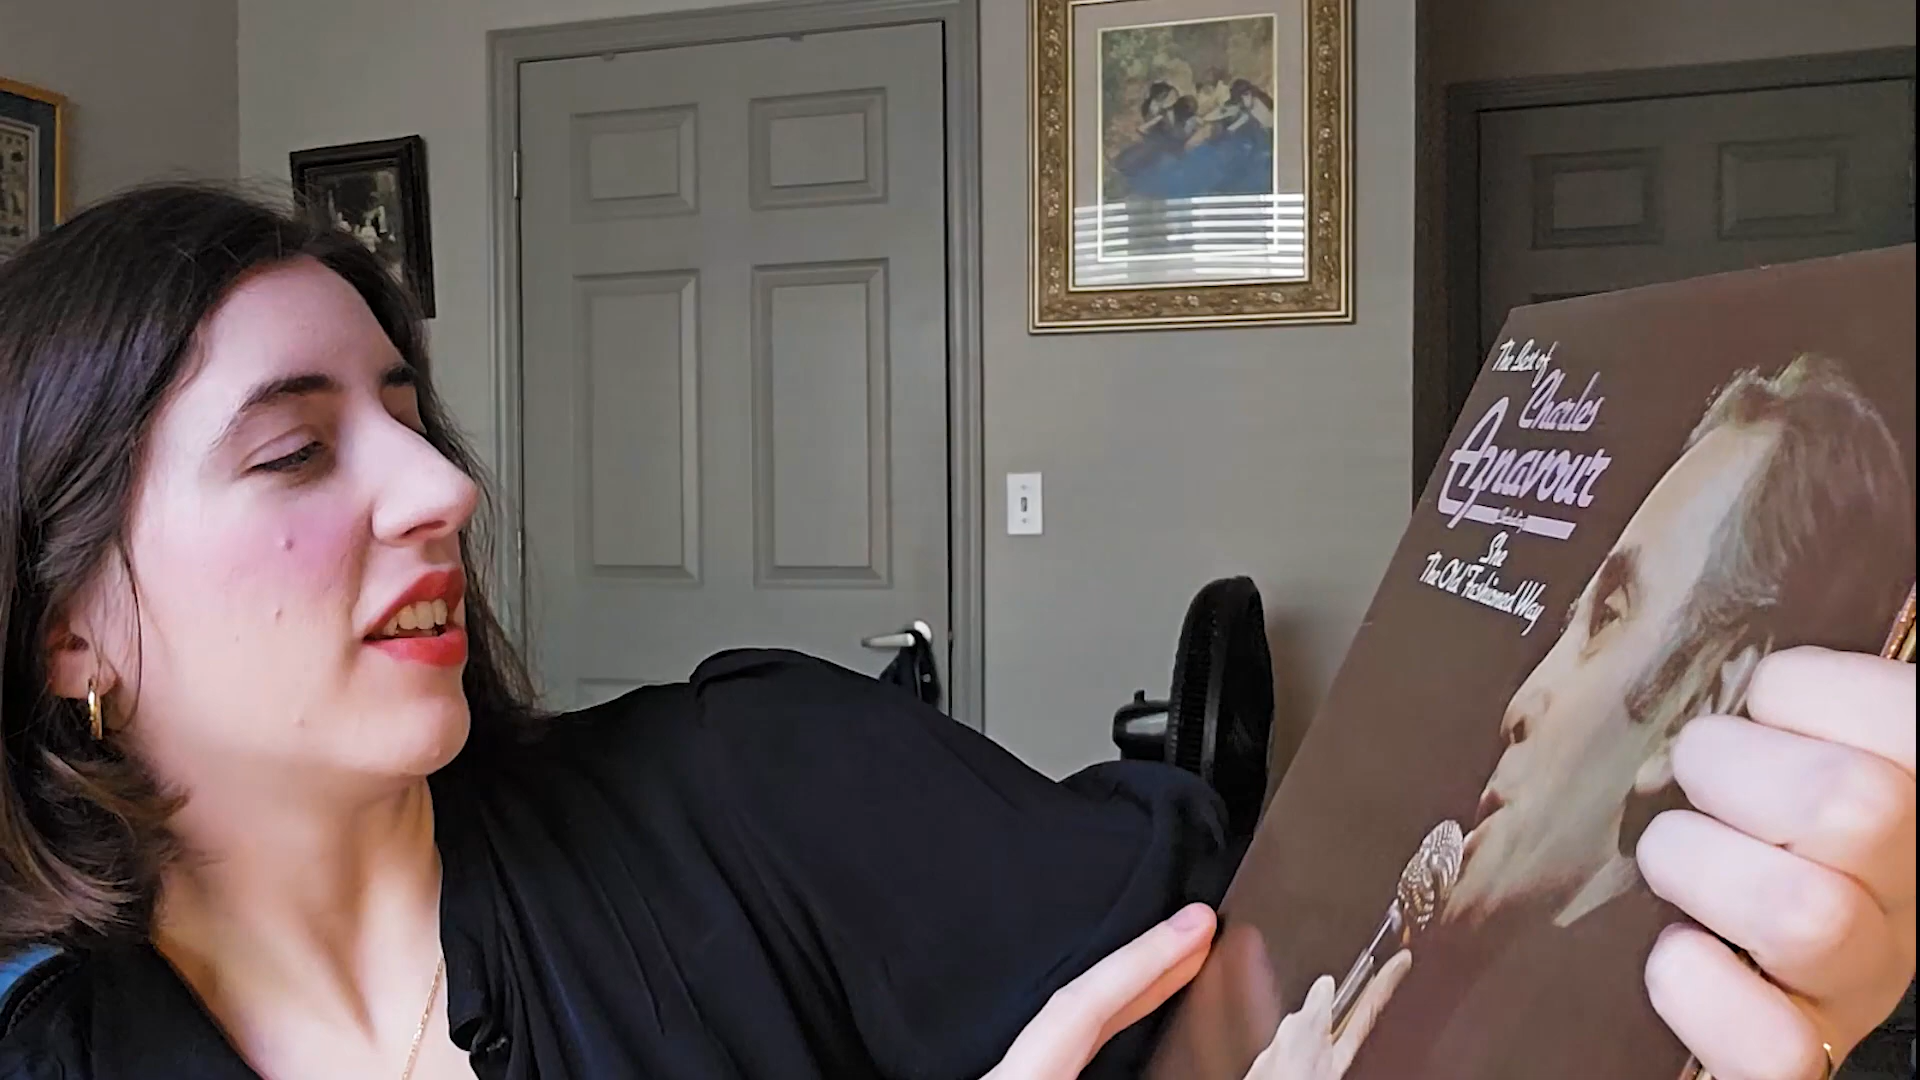 The Best of
Charles
Aznavour
She
The Old Fashioned Way